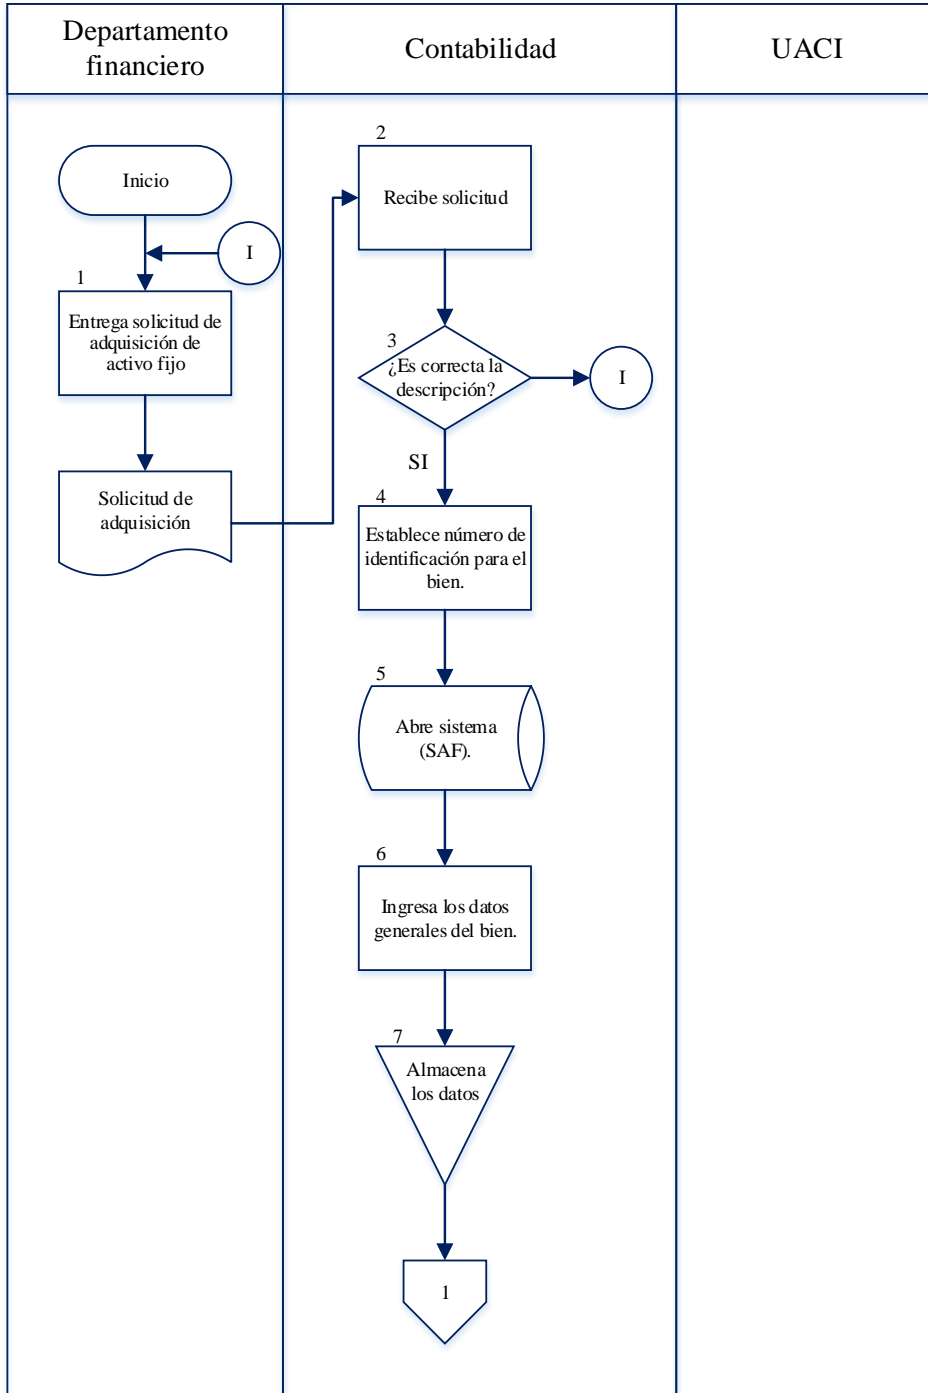 Departamento
financiero
Contabilidad
UACI
Inicio
I
1
Entrega solicitud de
adquisición de
activo fijo
Solicitud de
adquisición
2
Recibe solicitud
3
¿Es correcta la
descripción?
I
SI
4
Establece número de
identificación para el
bien.
5
Abre sistema
(SAF).
6
Ingresa los datos
generales del bien.
7
Almacena
los datos
1